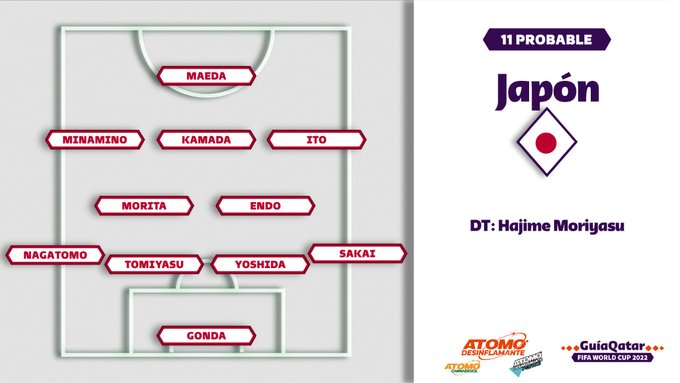 MAEDA
MINAMINO KAMADA ITO
MORITA ENDO
NAGATOMO TOMIYASU YOSHIDA SAKAI
GONDA
11 PROBABLE
Japón
DT: Hajime Moriyasu
ATOMO
DESINFLAMANTE
ATOMO
GuíaQatar
FIFA WORLD CUP 2022